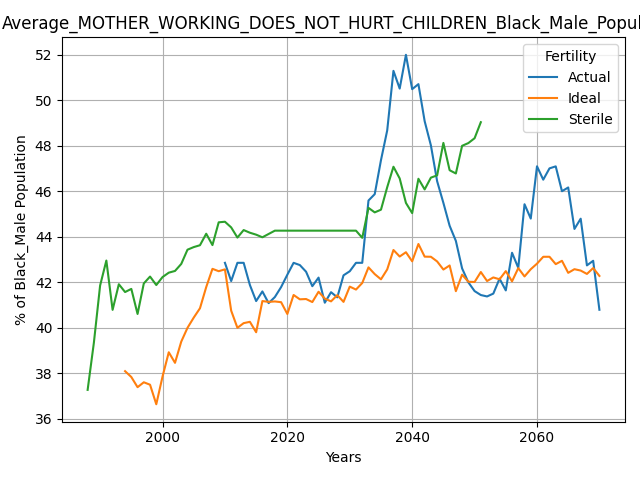 Average_MOTHER_WORKING_DOES_NOT_HURT_CHILDREN_Black_Male_Popul
Fertility
Actual
Ideal
Sterile
% of Black_Male Population
52
50
48
46
44
42
40
38
36
2000 2020 2040 2060
Years